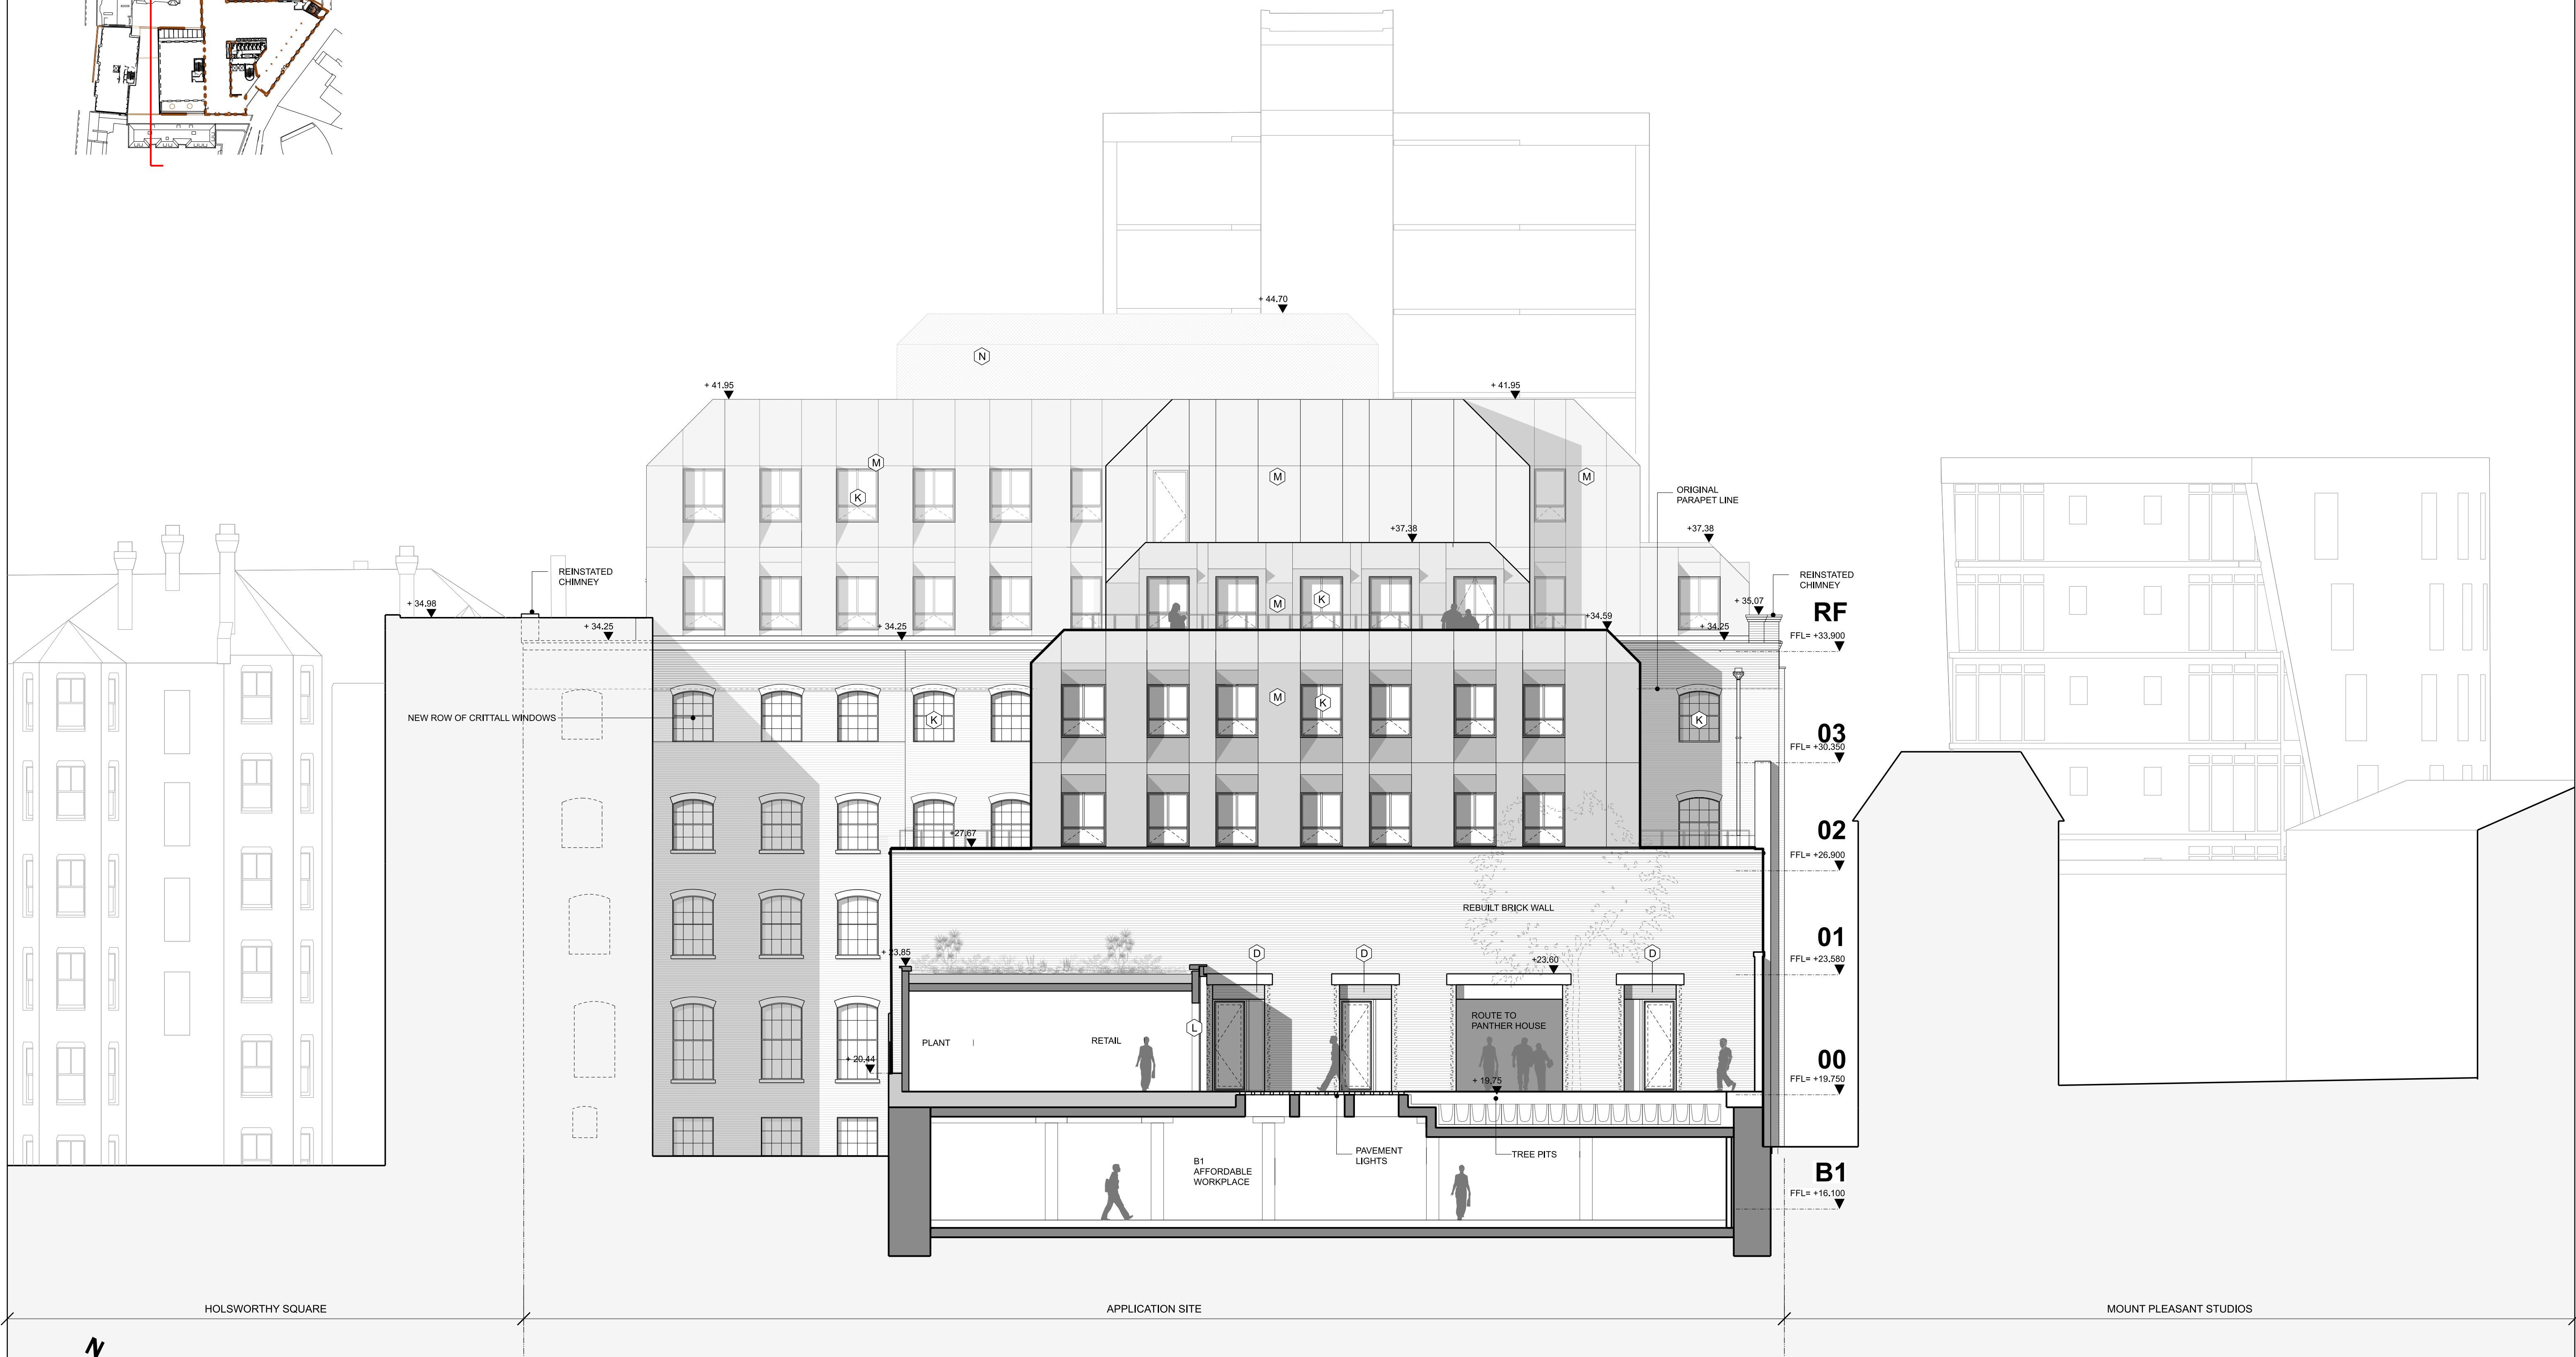 + 44.70
N
+ 41.95
+ 41.95
M
M
M
K
ORIGINAL
PARAPET LINE
+37.38
+37.38
REINSTATED
CHIMNEY
REINSTATED
CHIMNEY
+ 34.98
M
K
+ 35.07
RF
+34.59
+ 34.25
+ 34.25
+ 34.25
FFL= +33.900
M
K
NEW ROW OF CRITTALL WINDOWS
K
K
03
FFL= +30.350
+27.67
02
FFL= +26.900
REBUILT BRICK WALL
01
+ 23.85
D
D
D
+23.60
FFL= +23.580
ROUTE TO
PANTHER HOUSE
L
PLANT
RETAIL
+ 20.44
00
+ 19.75
FFL= +19.750
PAVEMENT
LIGHTS
TREE PITS
B1
AFFORDABLE
WORKPLACE
B1
FFL= +16.100
HOLSWORTHY SQUARE
APPLICATION SITE
MOUNT PLEASANT STUDIOS
N